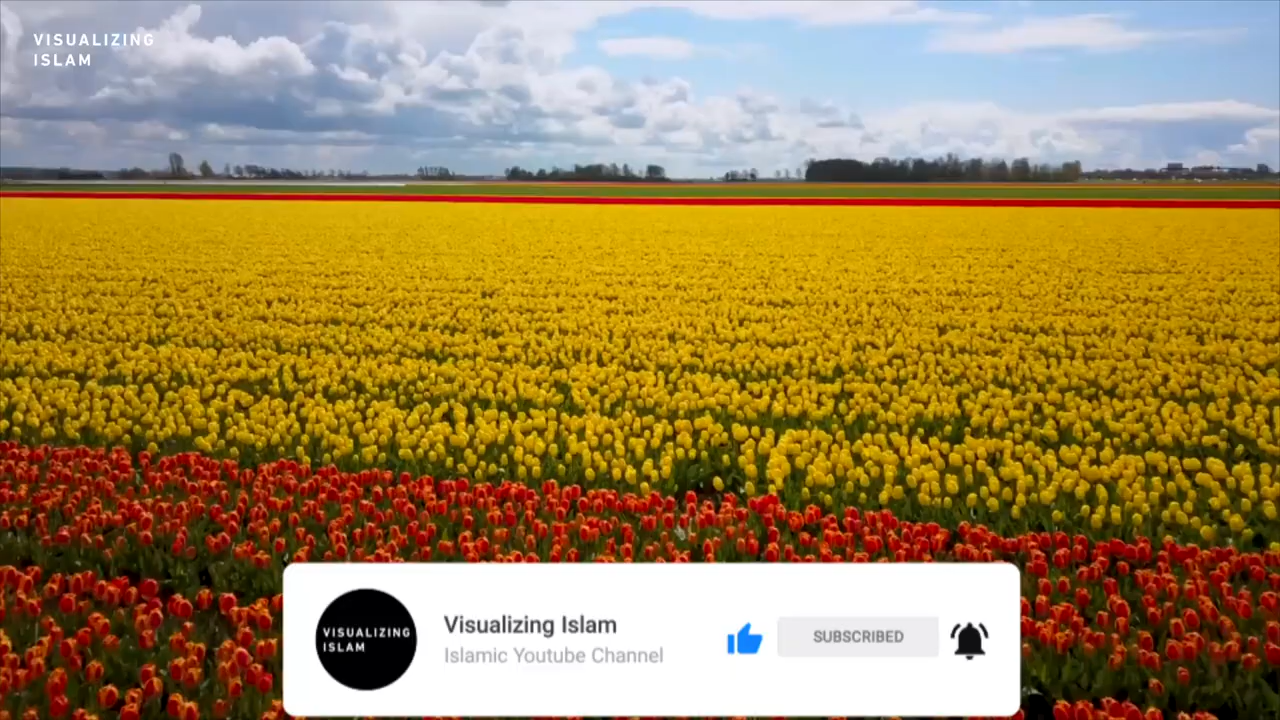 VISUALIZING
ISLAM
VISUALIZING
ISLAM
Visualizing Islam
Islamic Youtube Channel
SUBSCRIBED